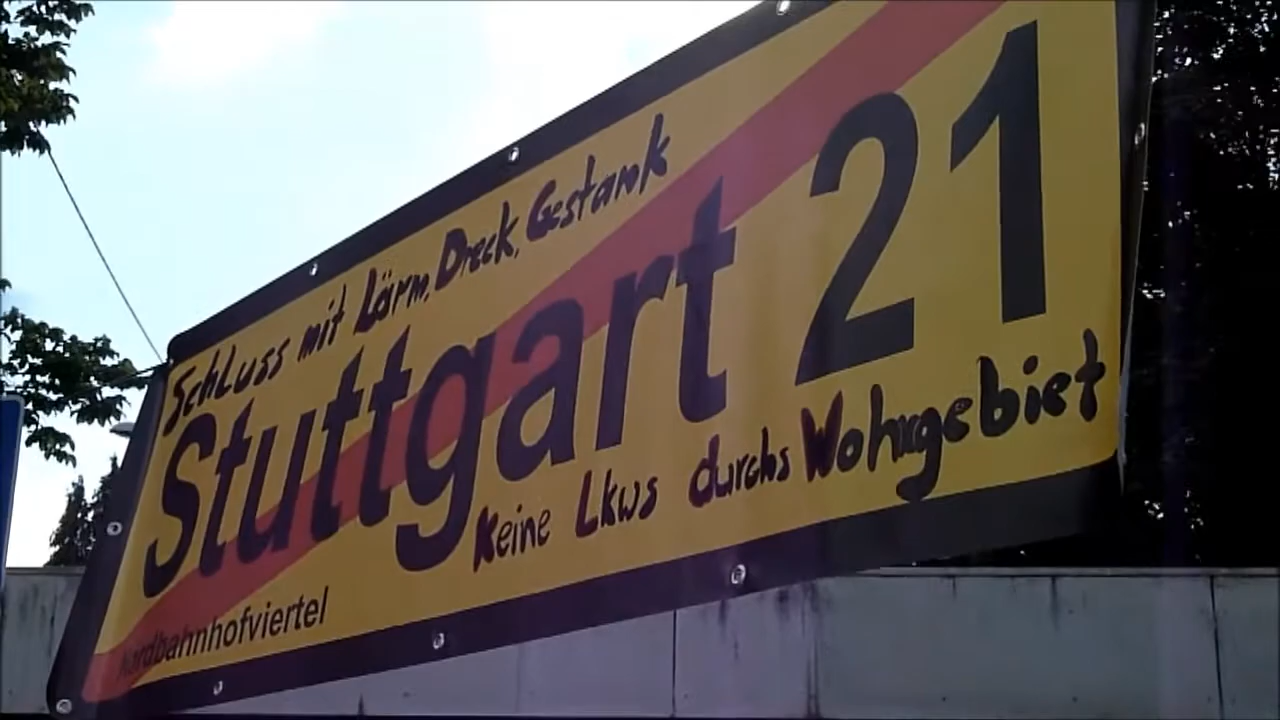 Schluss mit Lärm, Dreck, Gestank
Stuttgart 21
Keine Lkws durchs Wohngebiet
nordbahnhofviertel